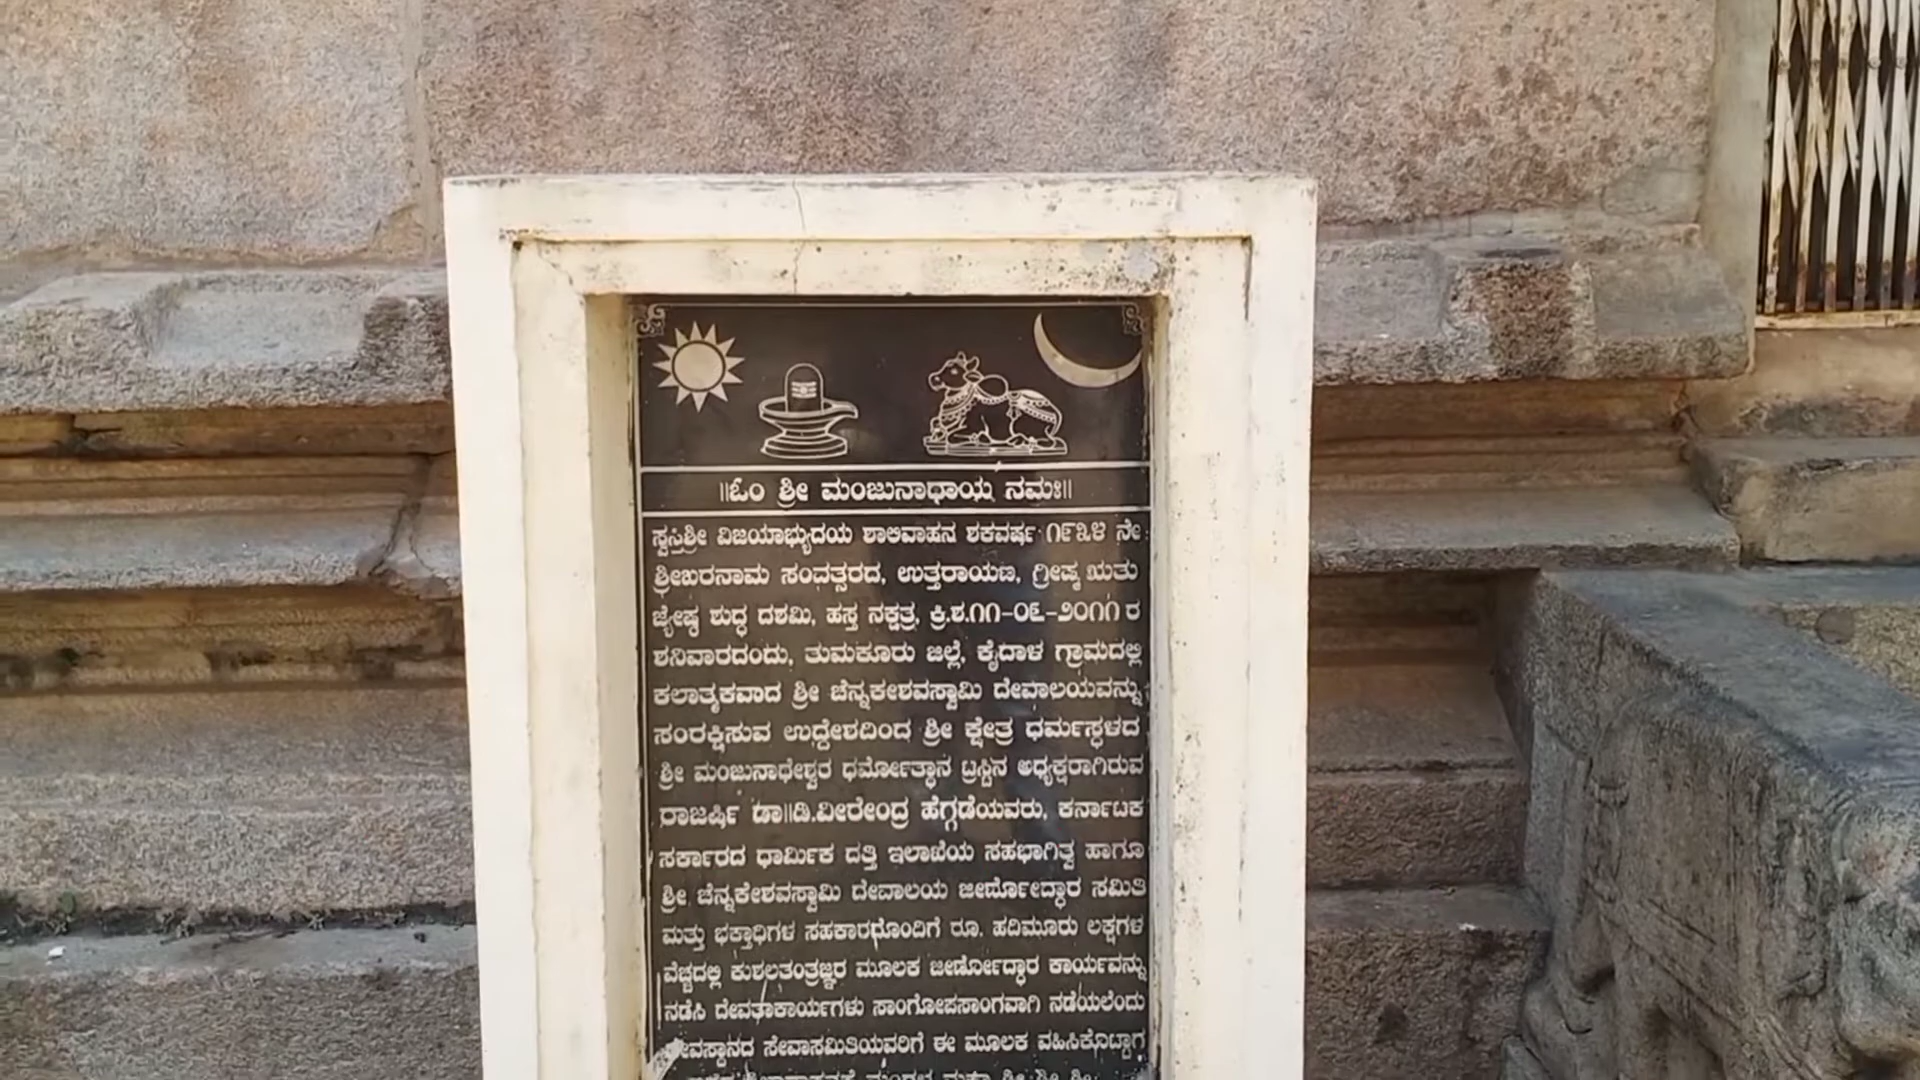 ||ಓಂ ಶ್ರೀ ಮಂಜುನಾಥಾಯ ನಮಃ||
ಸ್ವಸ್ತಿಶ್ರೀ ವಿಜಯಾಭ್ಯುದಯ ಶಾಲಿವಾಹನ ಶಕವರ್ಷ ೧೯೩೪ ನೇ
ಶ್ರೀಖರನಾಮ ಸಂವತ್ಸರದ, ಉತ್ತರಾಯಣ, ಗ್ರೀಷ್ಮ ಋತು
ಜ್ಯೇಷ್ಠ ಶುದ್ಧ ದಶಮಿ, ಹಸ್ತ ನಕ್ಷತ್ರ, ಕ್ರಿ.ಶ.೧೧-೦೬-೨೦೧೧ ರ
ಶನಿವಾರದಂದು, ತುಮಕೂರು ಜಿಲ್ಲೆ, ಕೈದಾಳ ಗ್ರಾಮದಲ್ಲಿ
ಕಲಾತ್ಮಕವಾದ ಶ್ರೀ ಚೆನ್ನಕೇಶವಸ್ವಾಮಿ ದೇವಾಲಯವನ್ನು
ಸಂರಕ್ಷಿಸುವ ಉದ್ದೇಶದಿಂದ ಶ್ರೀ ಕ್ಷೇತ್ರ ಧರ್ಮಸ್ಥಳದ
ಶ್ರೀ ಮಂಜುನಾಥೇಶ್ವರ ಧರ್ಮೋತ್ಥಾನ ಟ್ರಸ್ಟಿನ ಅಧ್ಯಕ್ಷರಾಗಿರುವ
ರಾಜರ್ಷಿ ಡಾ||ಡಿ.ವೀರೇಂದ್ರ ಹೆಗ್ಗಡೆಯವರು, ಕರ್ನಾಟಕ
ಸರ್ಕಾರದ ಧಾರ್ಮಿಕ ದತ್ತಿ ಇಲಾಖೆಯ ಸಹಭಾಗಿತ್ವ ಹಾಗೂ
ಶ್ರೀ ಚೆನ್ನಕೇಶವಸ್ವಾಮಿ ದೇವಾಲಯ ಜೀರ್ಣೋದ್ಧಾರ ಸಮಿತಿ
ಮತ್ತು ಭಕ್ತಾಧಿಗಳ ಸಹಕಾರದೊಂದಿಗೆ ರೂ. ಹದಿಮೂರು ಲಕ್ಷಗಳ
ವೆಚ್ಚದಲ್ಲಿ ಕುಶಲತಂತ್ರಜ್ಞರ ಮೂಲಕ ಜೀರ್ಣೋದ್ಧಾರ ಕಾರ್ಯವನ್ನು
ನಡೆಸಿ ದೇವತಾಕಾರ್ಯಗಳು ಸಾಂಗೋಪಸಾಂಗವಾಗಿ ನಡೆಯಲೆಂದು
ದೇವಸ್ಥಾನದ ಸೇವಾಸಮಿತಿಯವರಿಗೆ ಈ ಮೂಲಕ ವಹಿಸಿಕೊಟ್ಟಾಗ